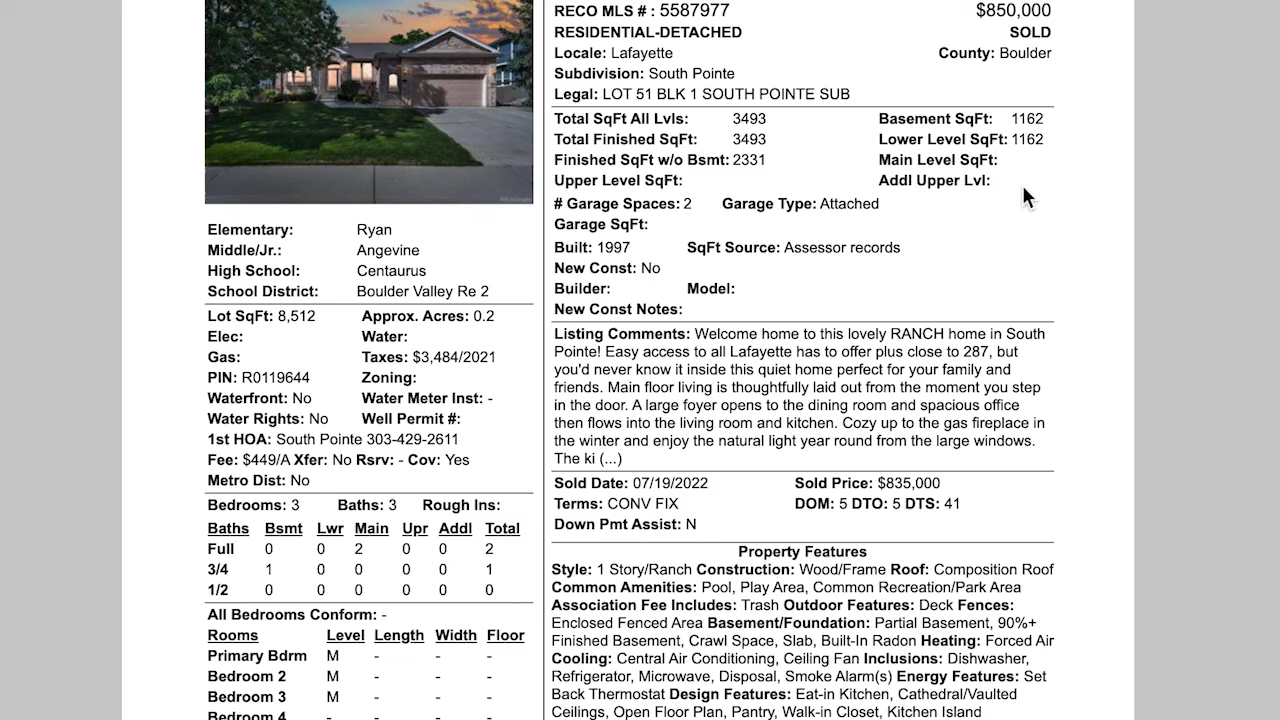 RECO MLS # : 5587977 $850,000
RESIDENTIAL-DETACHED SOLD
Locale: Lafayette County: Boulder
Subdivision: South Pointe
Legal: LOT 51 BLK 1 SOUTH POINTE SUB
Total SqFt All Lvls: 3493 Basement SqFt: 1162
Total Finished SqFt: 3493 Lower Level SqFt: 1162
Finished SqFt w/o Bsmt: 2331 Main Level SqFt:
Upper Level SqFt: Addl Upper Lvl:
# Garage Spaces: 2 Garage Type: Attached
Garage SqFt:
Built: 1997 SqFt Source: Assessor records
New Const: No
Builder: Model:
New Const Notes:
Listing Comments: Welcome home to this lovely RANCH home in South
Pointe! Easy access to all Lafayette has to offer plus close to 287, but
you'd never know it inside this quiet home perfect for your family and
friends. Main floor living is thoughtfully laid out from the moment you step
in the door. A large foyer opens to the dining room and spacious office
then flows into the living room and kitchen. Cozy up to the gas fireplace in
the winter and enjoy the natural light year round from the large windows.
The ki (...)
Sold Date: 07/19/2022 Sold Price: $835,000
Terms: CONV FIX DOM: 5 DTO: 5 DTS: 41
Down Pmt Assist: N
Property Features
Style: 1 Story/Ranch Construction: Wood/Frame Roof: Composition Roof
Common Amenities: Pool, Play Area, Common Recreation/Park Area
Association Fee Includes: Trash Outdoor Features: Deck Fences:
Enclosed Fenced Area Basement/Foundation: Partial Basement, 90%+
Finished Basement, Crawl Space, Slab, Built-In Radon Heating: Forced Air
Cooling: Central Air Conditioning, Ceiling Fan Inclusions: Dishwasher,
Refrigerator, Microwave, Disposal, Smoke Alarm(s) Energy Features: Set
Back Thermostat Design Features: Eat-in Kitchen, Cathedral/Vaulted
Ceilings, Open Floor Plan, Pantry, Walk-in Closet, Kitchen Island
Elementary: Ryan
Middle/Jr.: Angevine
High School: Centaurus
School District: Boulder Valley Re 2
Lot SqFt: 8,512 Approx. Acres: 0.2
Elec: Water:
Gas: Taxes: $3,484/2021
PIN: R0119644 Zoning:
Waterfront: No Water Meter Inst: -
Water Rights: No Well Permit #:
1st HOA: South Pointe 303-429-2611
Fee: $449/A Xfer: No Rsrv: - Cov: Yes
Metro Dist: No
Bedrooms: 3 Baths: 3 Rough Ins:
Baths Bsmt Lwr Main Upr Addl Total
Full 0 0 2 0 0 2
3/4 1 0 0 0 0 1
1/2 0 0 0 0 0 0
All Bedrooms Conform: -
Rooms Level Length Width Floor
Primary Bdrm M - - -
Bedroom 2 M - - -
Bedroom 3 M - - -
Bedroom 4 - - - -